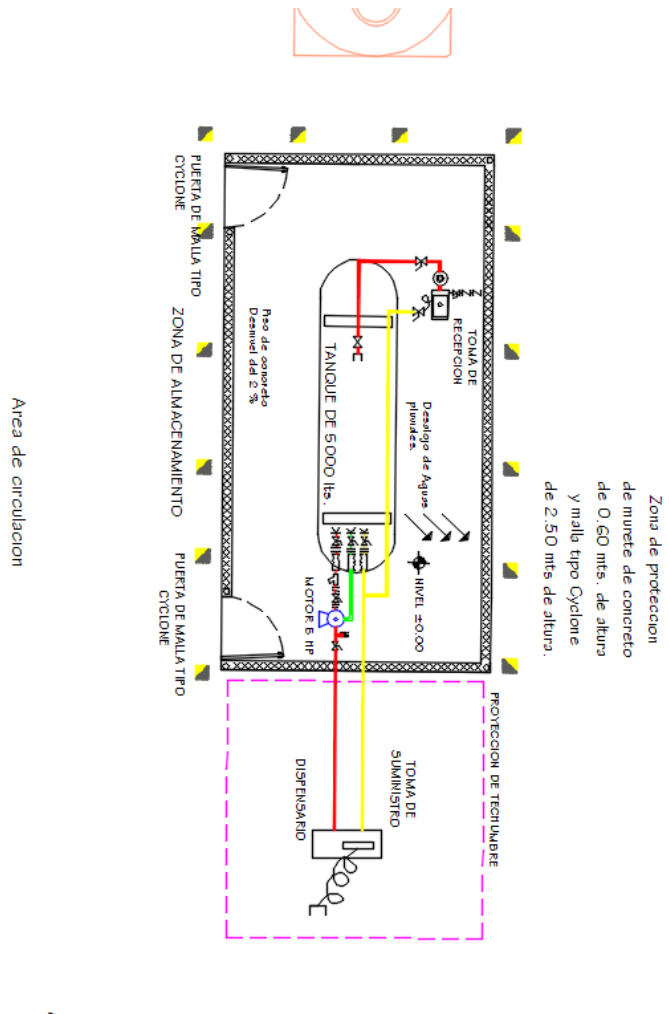 Zona de proteccion
de murete de concreto
de 0.60 mts. de altura
y malla tipo Cyclone
de 2.50 mts de altura.
TOMA DE
RECEPCION
Desalojo de Aguas
pluviales.
NIVEL ±0.00
TANQUE DE 5000 lts.
MOTOR 5 HP
Piso de concreto
Desnivel del 2 %
PUERTA DE MALLA TIPO
CYCLONE
ZONA DE ALMACENAMIENTO
PUERTA DE MALLA TIPO
CYCLONE
PROYECCION DE TECHUMBRE
TOMA DE
SUMINISTRO
DISPENSARIO
Area de circulacion